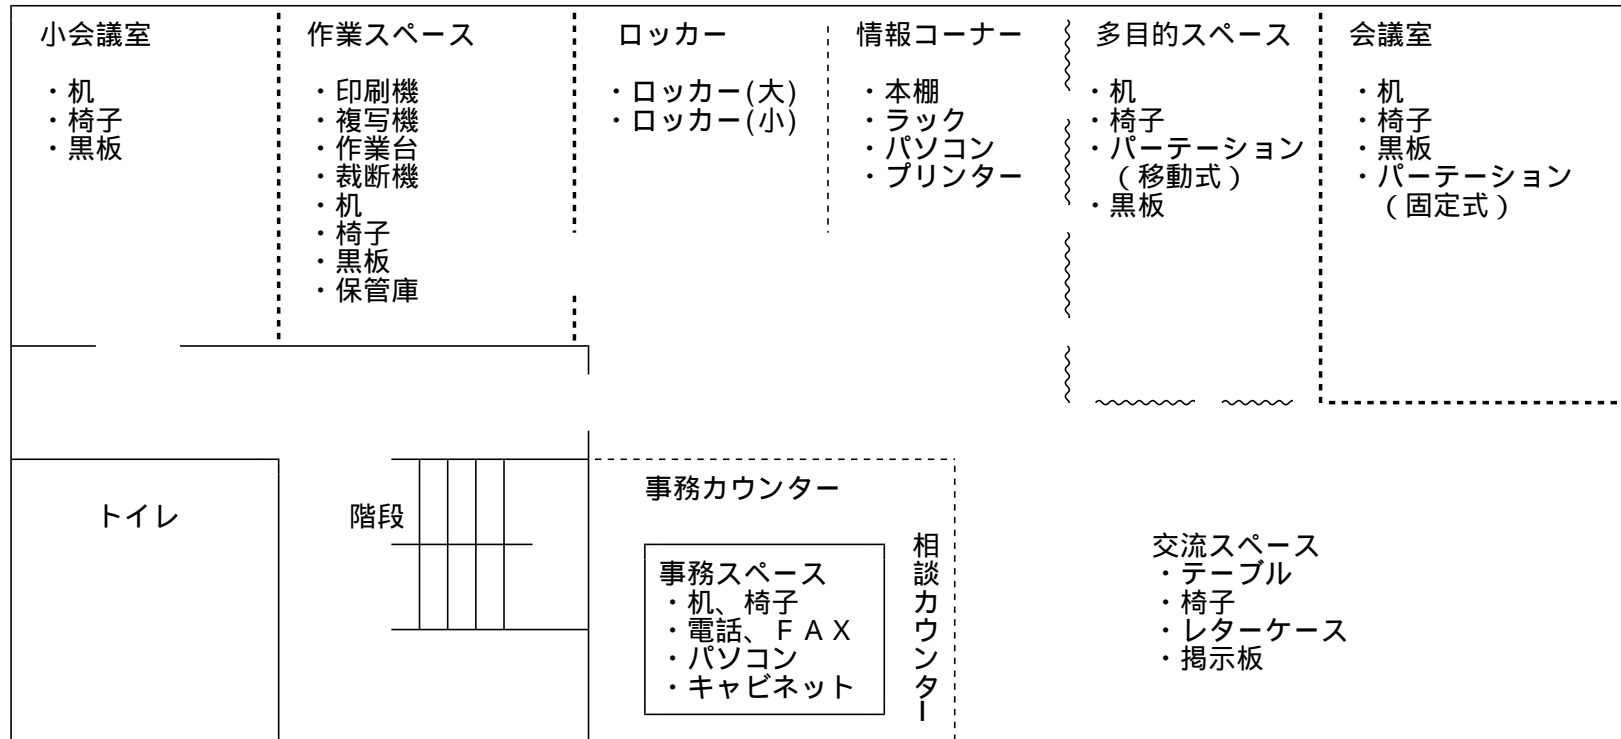 小会議室
・机
・椅子
・黒板
作業スペース
・印刷機
・複写機
・作業台
・裁断機
・机
・椅子
・黒板
・保管庫
ロッカー
・ロッカー(大)
・ロッカー(小)
情報コーナー
・本棚
・ラック
・パソコン
・プリンター
多目的スペース
・机
・椅子
・パーテーション
（移動式）
・黒板
会議室
・机
・椅子
・黒板
・パーテーション
（固定式）
トイレ
階段
事務カウンター
事務スペース
・机、椅子
・電話、ＦＡＸ
・パソコン
・キャビネット
相談カウンター
交流スペース
・テーブル
・椅子
・レターケース
・掲示板